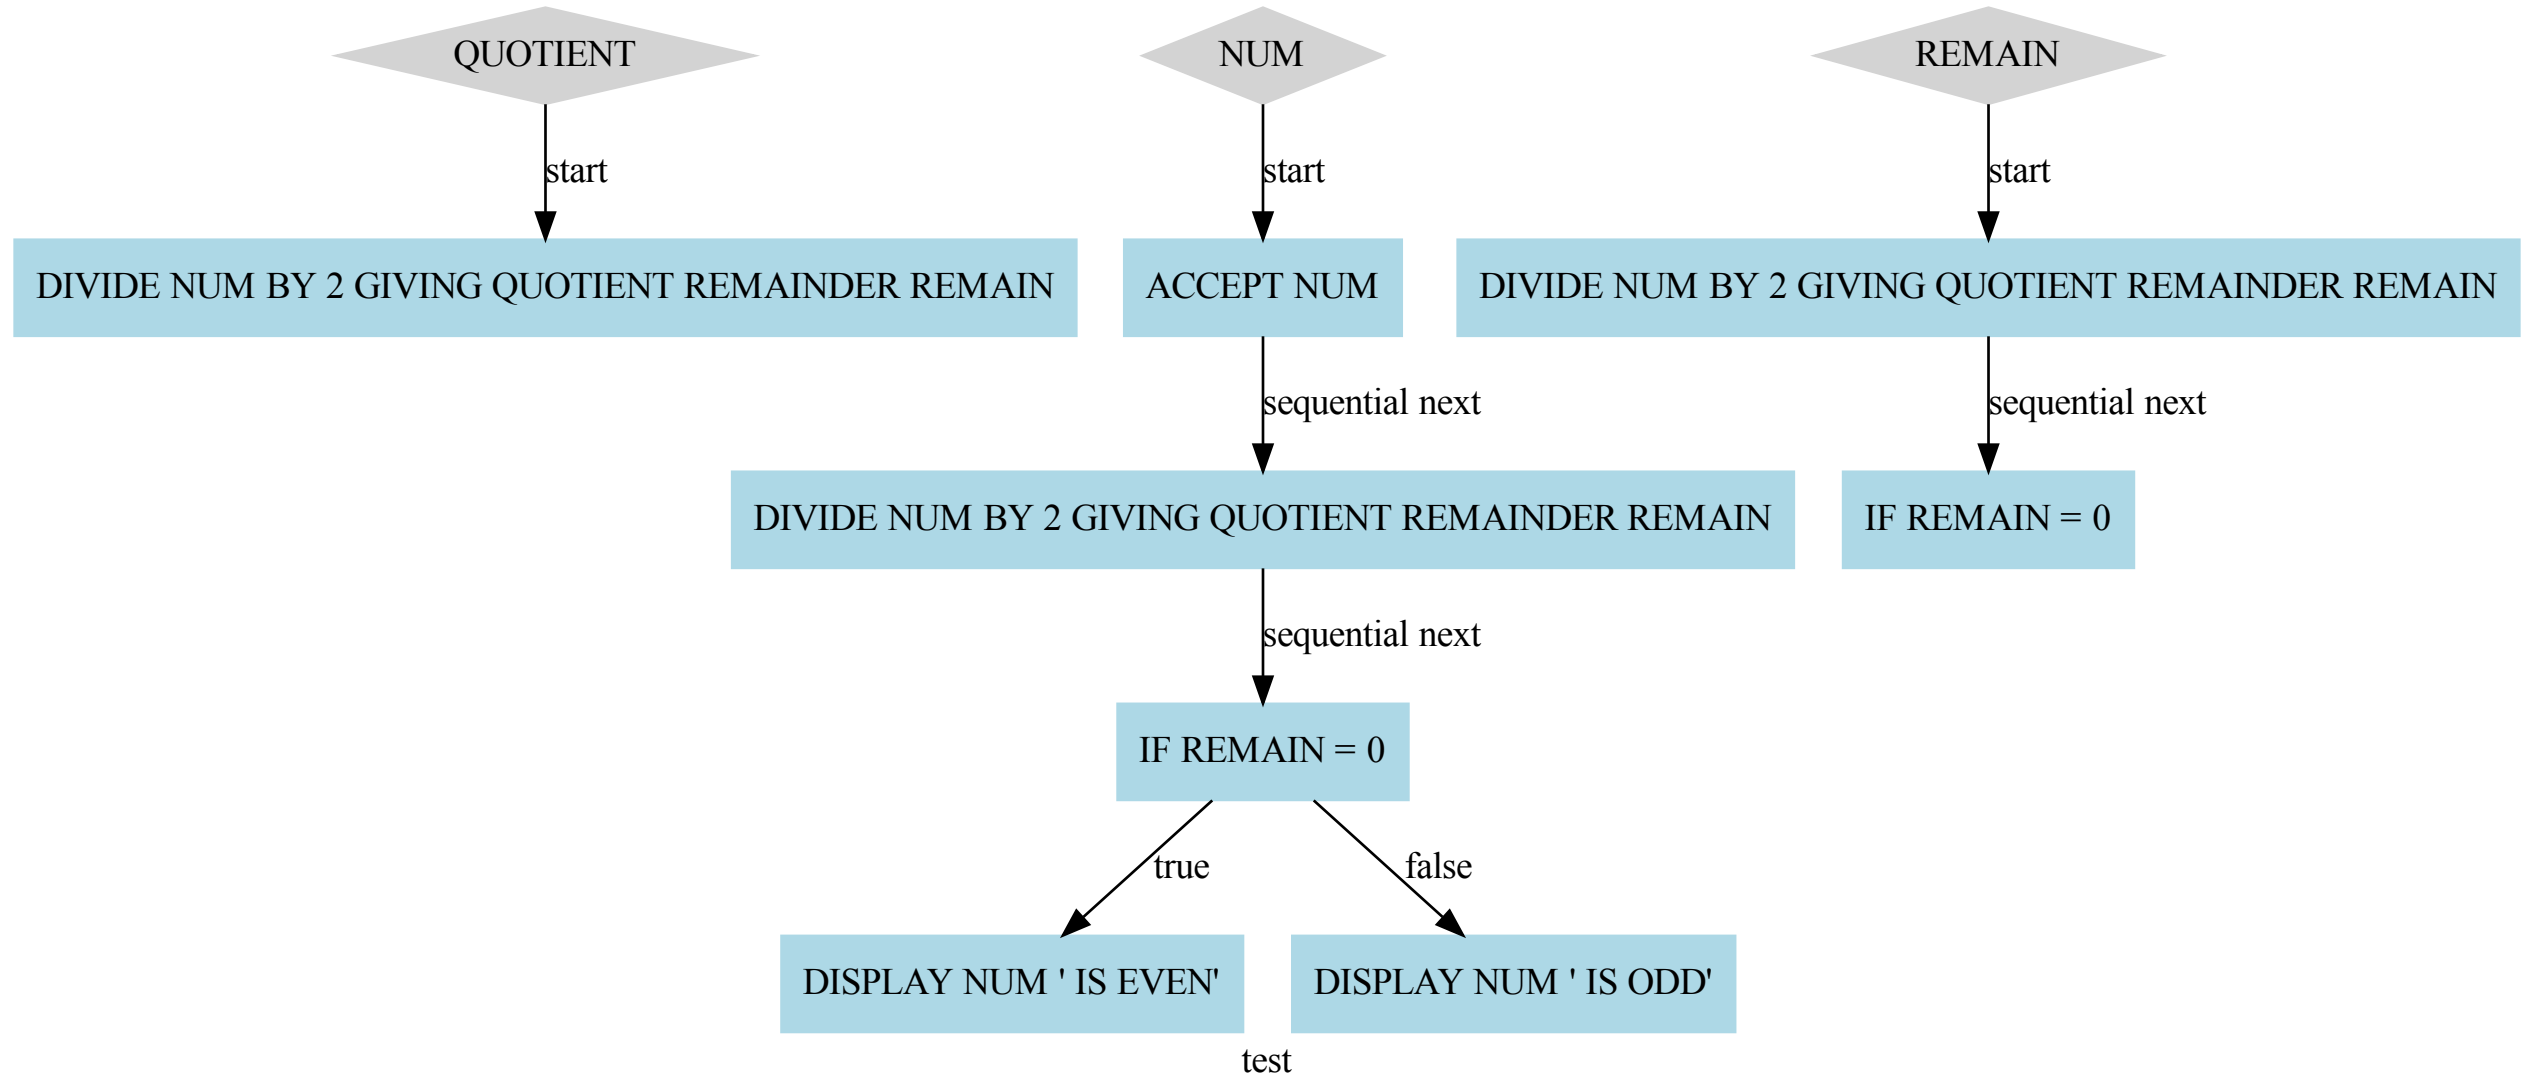 QUOTIENT
NUM
REMAIN
start
start
start
DIVIDE NUM BY 2 GIVING QUOTIENT REMAINDER REMAIN
ACCEPT NUM
DIVIDE NUM BY 2 GIVING QUOTIENT REMAINDER REMAIN
sequential next
sequential next
DIVIDE NUM BY 2 GIVING QUOTIENT REMAINDER REMAIN
IF REMAIN = 0
sequential next
IF REMAIN = 0
true
false
DISPLAY NUM ' IS EVEN'
DISPLAY NUM ' IS ODD'
test